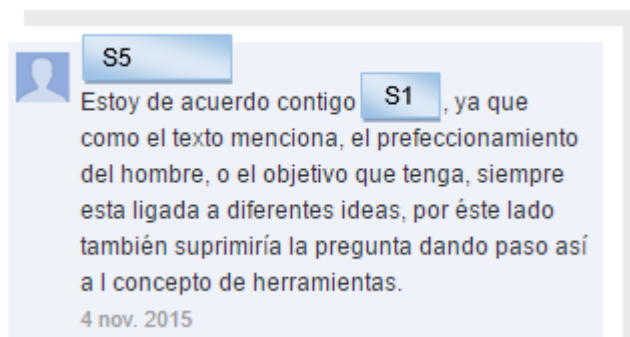 S5
Estoy de acuerdo contigo S1 , ya que
como el texto menciona, el prefeccionamiento
del hombre, o el objetivo que tenga, siempre
esta ligada a diferentes ideas, por éste lado
también suprimiría la pregunta dando paso así
a l concepto de herramientas.
4 nov. 2015